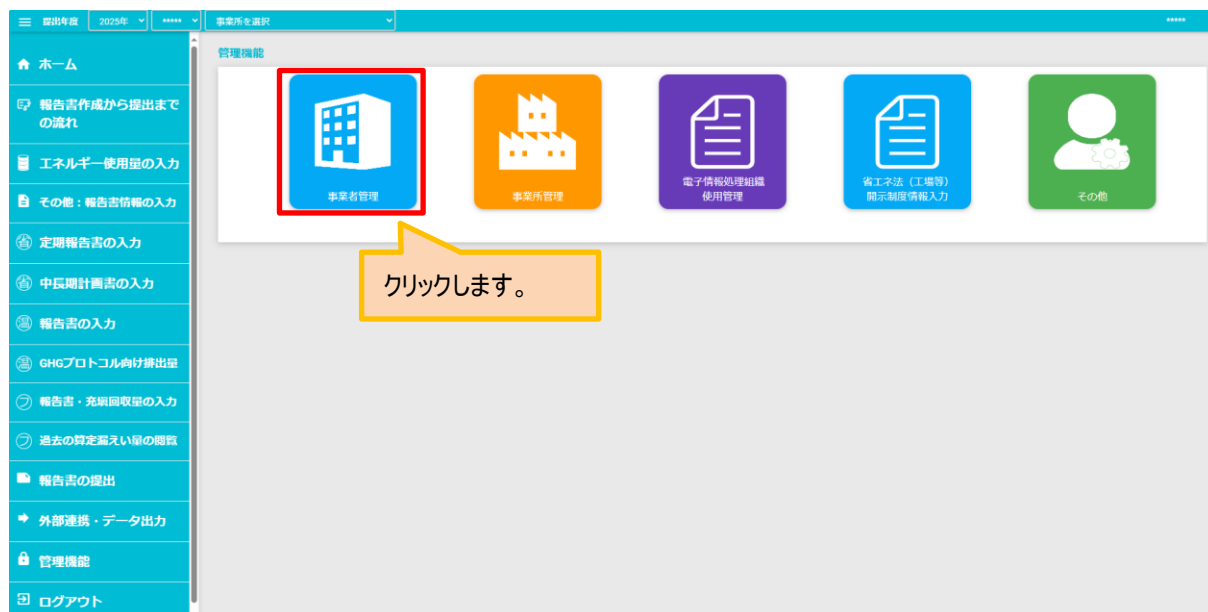 提出年度 2025年 ***** 事業所を選択 *****
ホーム
報告書作成から提出まで
の流れ
エネルギー使用量の入力
その他：報告書情報の入力
省 定期報告書の入力
省 中長期計画書の入力
温 報告書の入力
温 GHGプロトコル向け排出量
フ 報告書・充填回収量の入力
フ 過去の算定漏えい量の閲覧
報告書の提出
外部連携・データ出力
管理機能
ログアウト
管理機能
事業者管理
事業所管理
電子情報処理組織
使用管理
省エネ法（工場等）
開示制度情報入力
その他
クリックします。